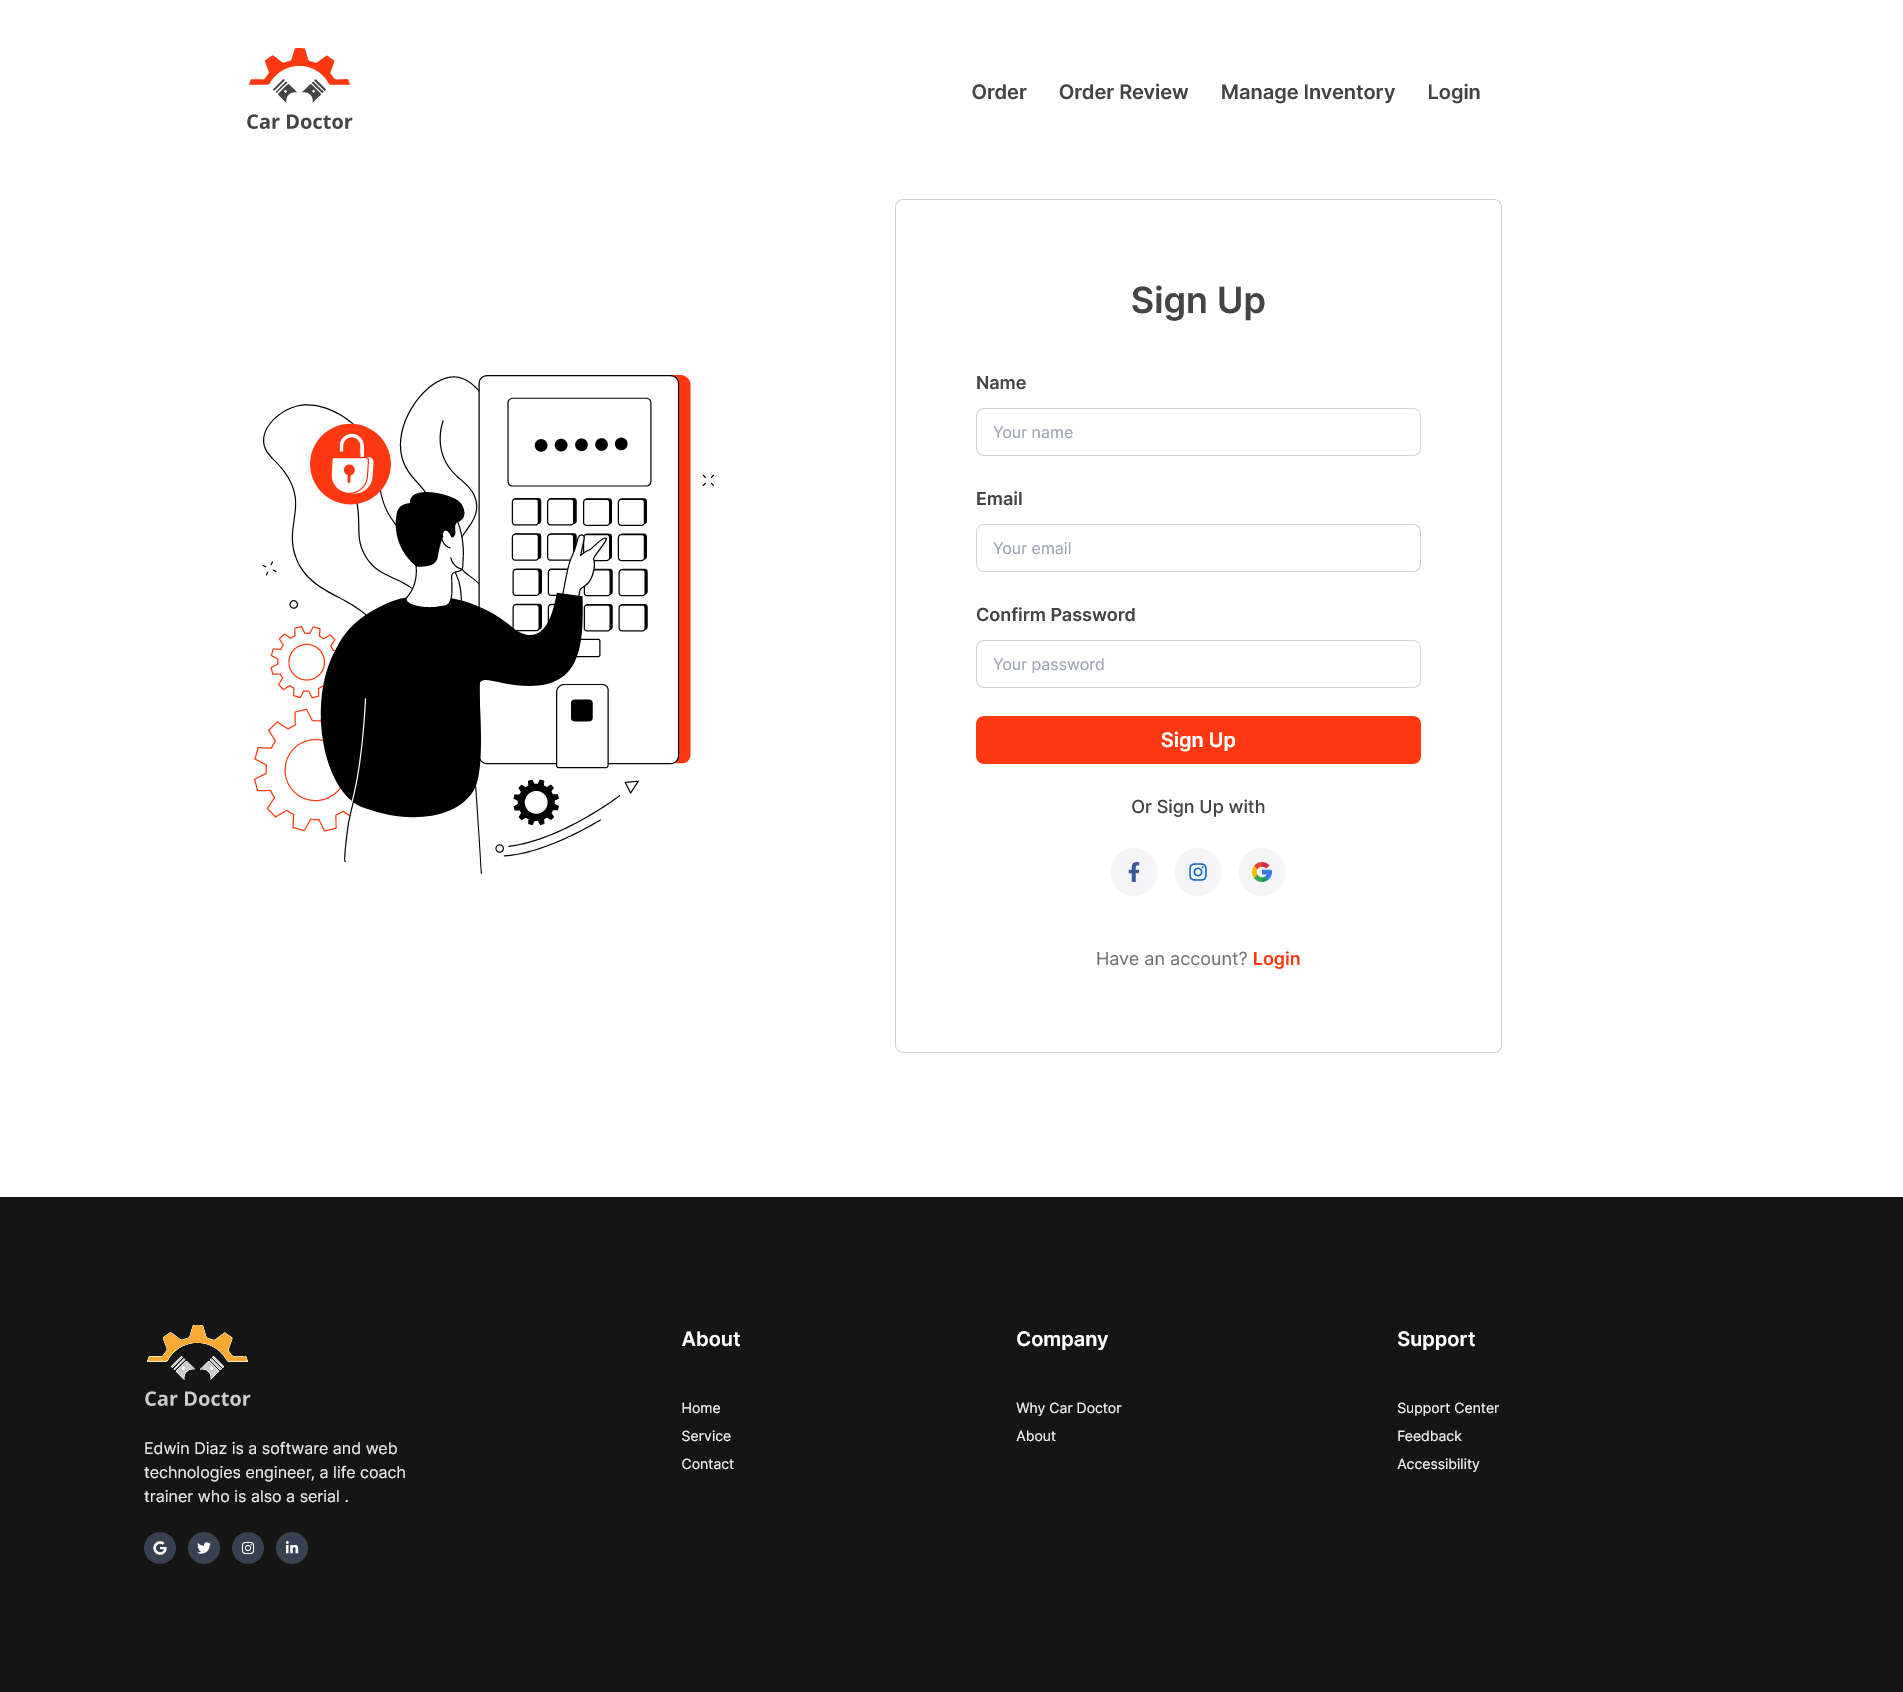 Car Doctor
Order Order Review Manage Inventory Login
Sign Up
Name
Your name
Email
Your email
Confirm Password
Your password
Sign Up
Or Sign Up with
Have an account? Login
Car Doctor
Edwin Diaz is a software and web
technologies engineer, a life coach
trainer who is also a serial .
About
Home
Service
Contact
Company
Why Car Doctor
About
Support
Support Center
Feedback
Accessibility